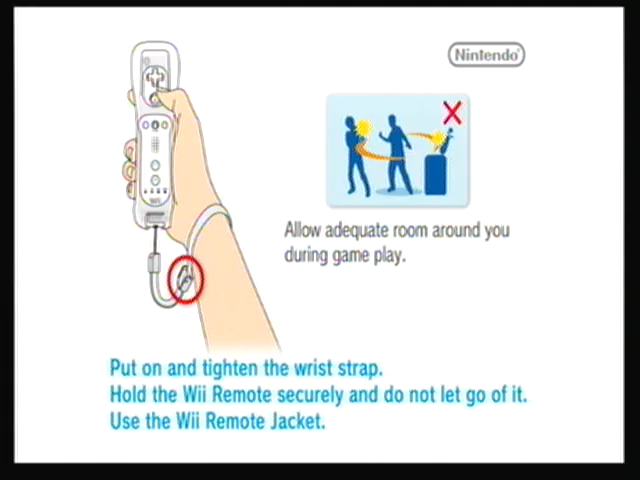 Nintendo
Allow adequate room around you
during game play.
Put on and tighten the wrist strap.
Hold the Wii Remote securely and do not let go of it.
Use the Wii Remote Jacket.